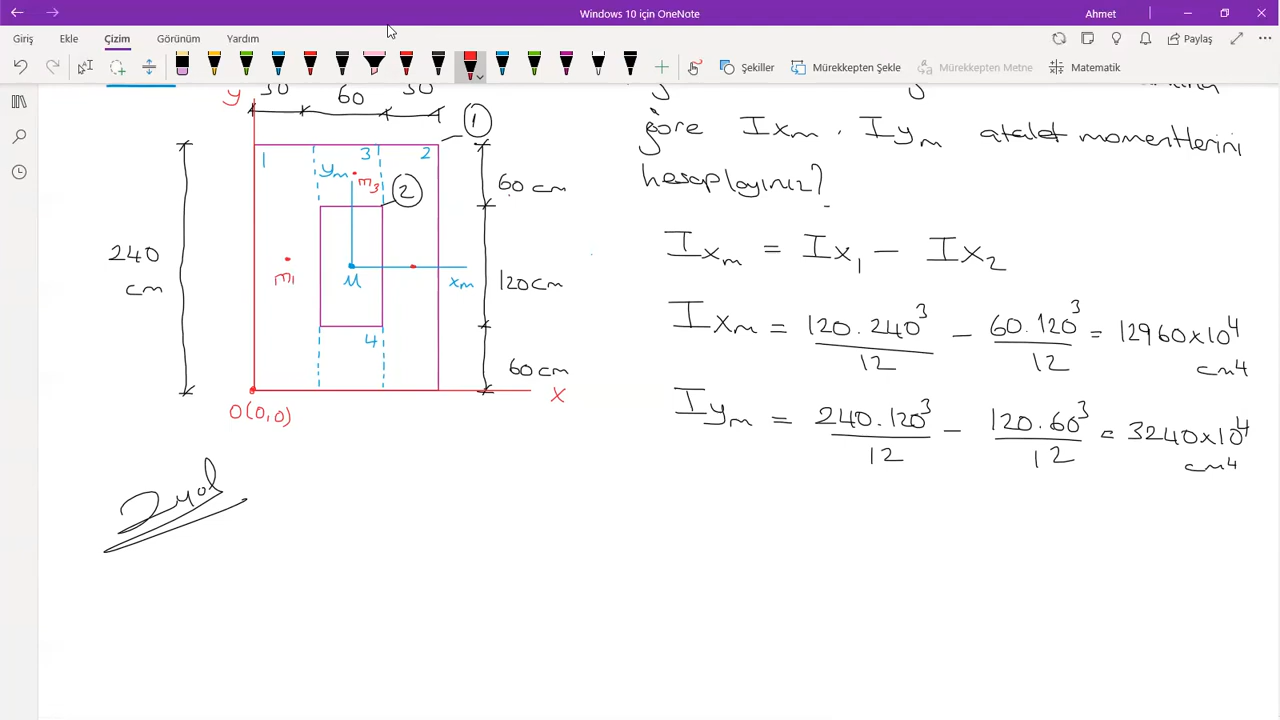 Windows 10 için OneNote
Ahmet
Giriş Ekle Çizim Görünüm Yardım
Paylaş
Şekiller Mürekkepten Şekle Mürekkepten Metne Matematik
y 30 60 30
göre Ixm . Iym atalet momentlerini
hesaplayınız?
1
1 3 2
ym m3 2
60 cm
240
cm
m1 M xm
120cm
4
60 cm
O(0,0) x
Ixm = Ix1 - Ix2
Ixm = 120.240³/12 - 60.120³/12 = 12960x10⁴ cm⁴
Iym = 240.120³/12 - 120.60³/12 = 3240x10⁴ cm⁴
2 yol